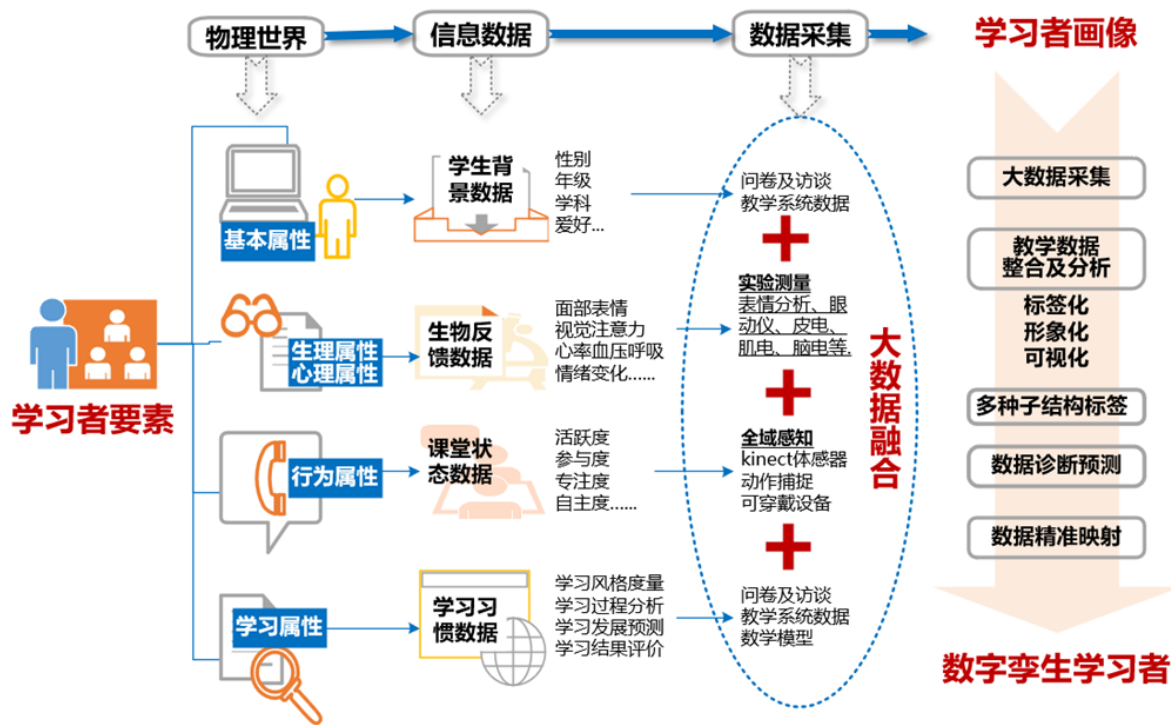 物理世界
信息数据
数据采集
学习者画像
学习者要素
基本属性
学生背
景数据
性别
年级
学科
爱好...
问卷及访谈
教学系统数据
生理属性
心理属性
生物反
馈数据
面部表情
视觉注意力
心率血压呼吸
情绪变化......
实验测量
表情分析、眼
动仪、皮电、
肌电、脑电等.
行为属性
课堂状
态数据
活跃度
参与度
专注度
自主度......
全域感知
kinect体感器
动作捕捉
可穿戴设备
学习属性
学习习
惯数据
学习风格度量
学习过程分析
学习发展预测
学习结果评价
问卷及访谈
教学系统数据
数学模型
大数据融合
大数据采集
教学数据
整合及分析
标签化
形象化
可视化
多种子结构标签
数据诊断预测
数据精准映射
数字孪生学习者